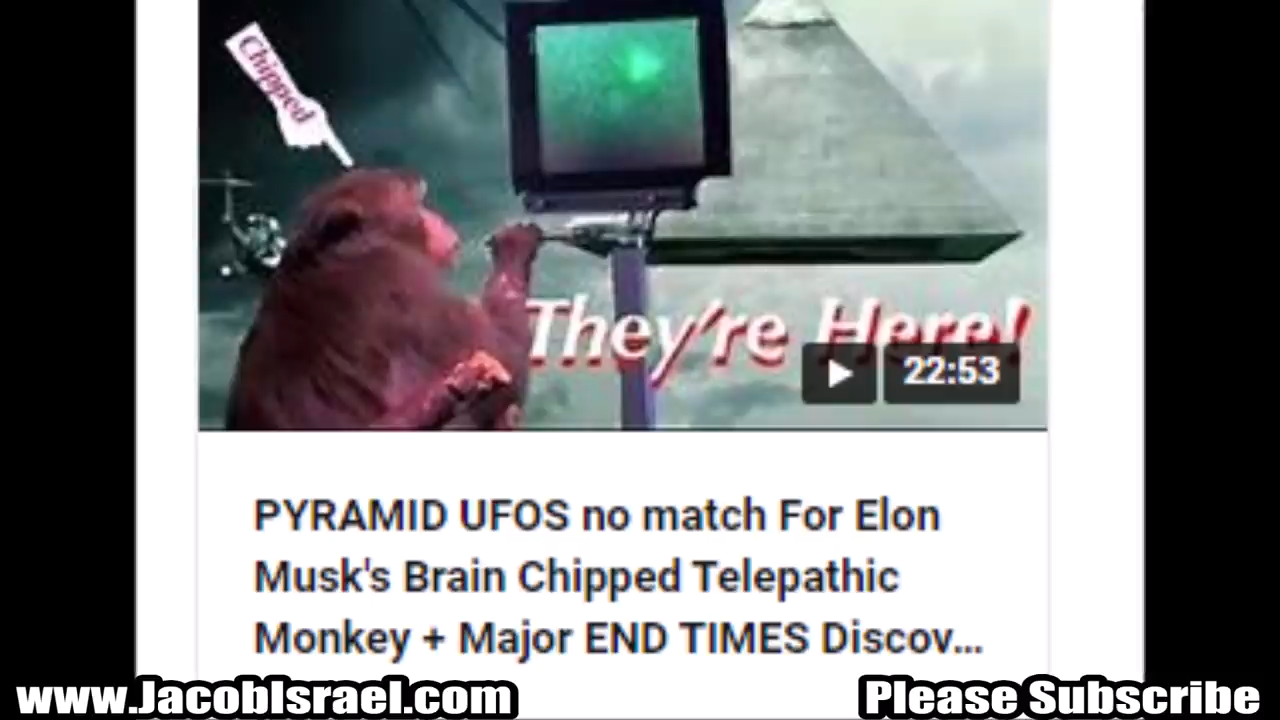 Chipped
They're Here!
22:53
PYRAMID UFOS no match For Elon
Musk's Brain Chipped Telepathic
Monkey + Major END TIMES Discov...
www.JacobIsrael.com
Please Subscribe